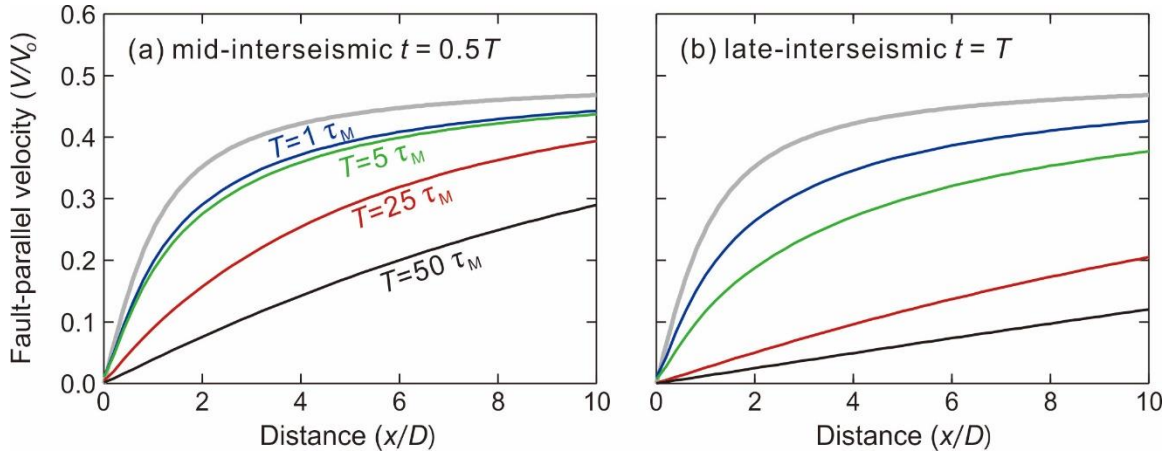 (a) mid-interseismic t = 0.5T
(b) late-interseismic t = T
Fault-parallel velocity (V/Vo)
0.6
0.5
0.4
0.3
0.2
0.1
0.0
T=1 τM
T=5 τM
T=25 τM
T=50 τM
0 2 4 6 8 10
0 2 4 6 8 10
Distance (x/D)
Distance (x/D)